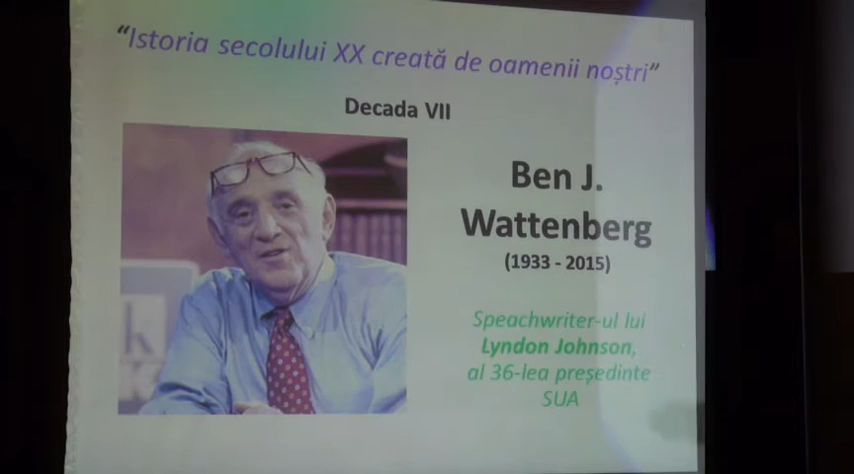 “Istoria secolului XX creată de oamenii noștri”
Decada VII
Ben J.
Wattenberg
(1933 - 2015)
Speachwriter-ul lui
Lyndon Johnson,
al 36-lea președinte
SUA